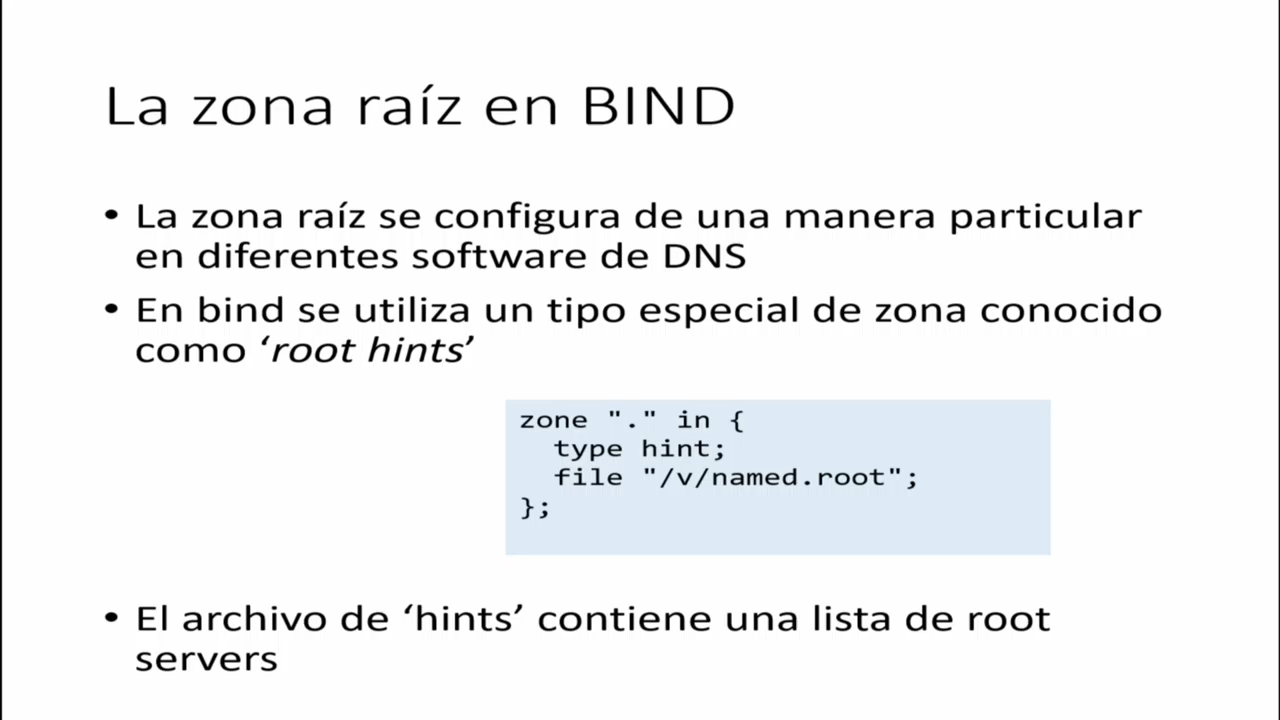 La zona raíz en BIND
• La zona raíz se configura de una manera particular
en diferentes software de DNS
• En bind se utiliza un tipo especial de zona conocido
como ‘root hints’
zone "." in {
  type hint;
  file "/v/named.root";
};
• El archivo de ‘hints’ contiene una lista de root
servers